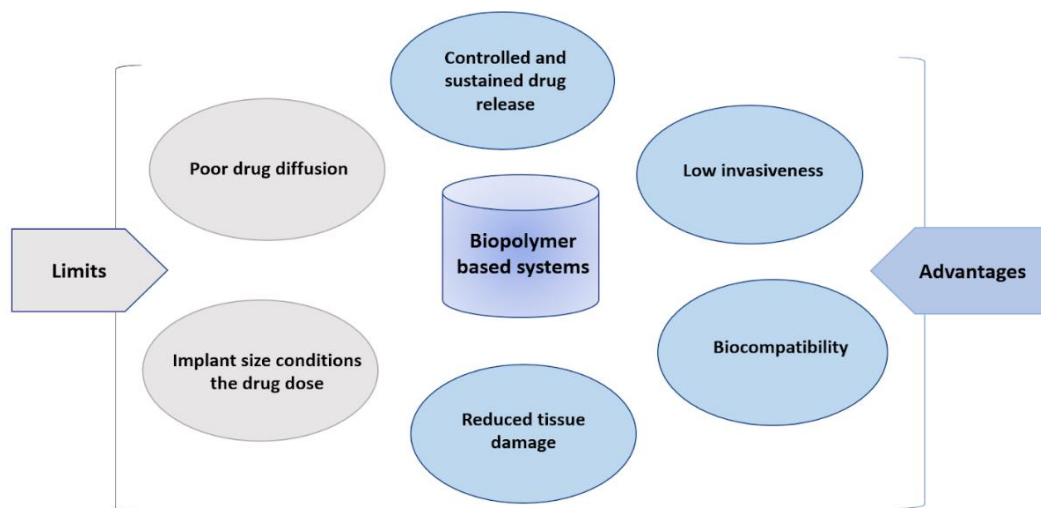 Controlled and
sustained drug
release
Poor drug diffusion
Low invasiveness
Biopolymer
based systems
Limits
Advantages
Implant size conditions
the drug dose
Biocompatibility
Reduced tissue
damage